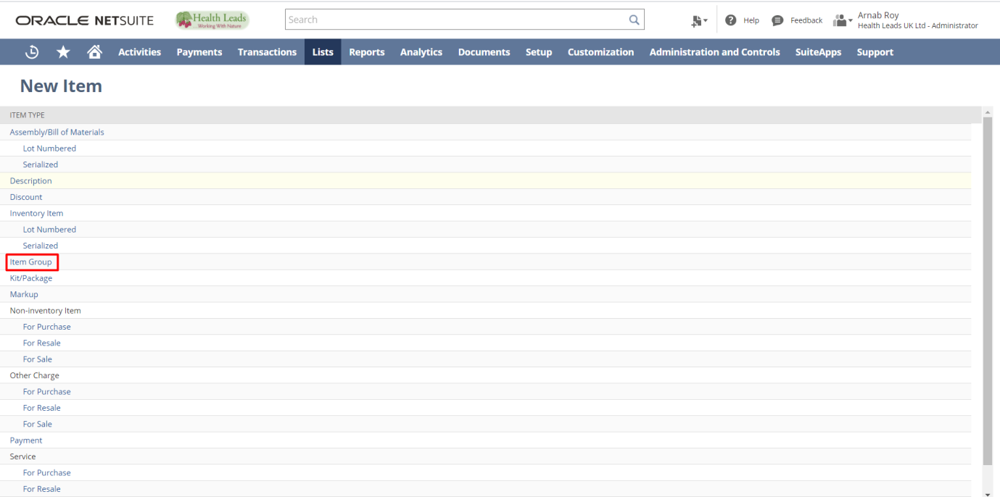 ORACLE NETSUITE
Health Leads
...Working With Nature
Search
Help
Feedback
Arnab Roy
Health Leads UK Ltd - Administrator
Activities Payments Transactions Lists Reports Analytics Documents Setup Customization Administration and Controls SuiteApps Support
New Item
ITEM TYPE
Assembly/Bill of Materials
Lot Numbered
Serialized
Description
Discount
Inventory Item
Lot Numbered
Serialized
Item Group
Kit/Package
Markup
Non-inventory Item
For Purchase
For Resale
For Sale
Other Charge
For Purchase
For Resale
For Sale
Payment
Service
For Purchase
For Resale